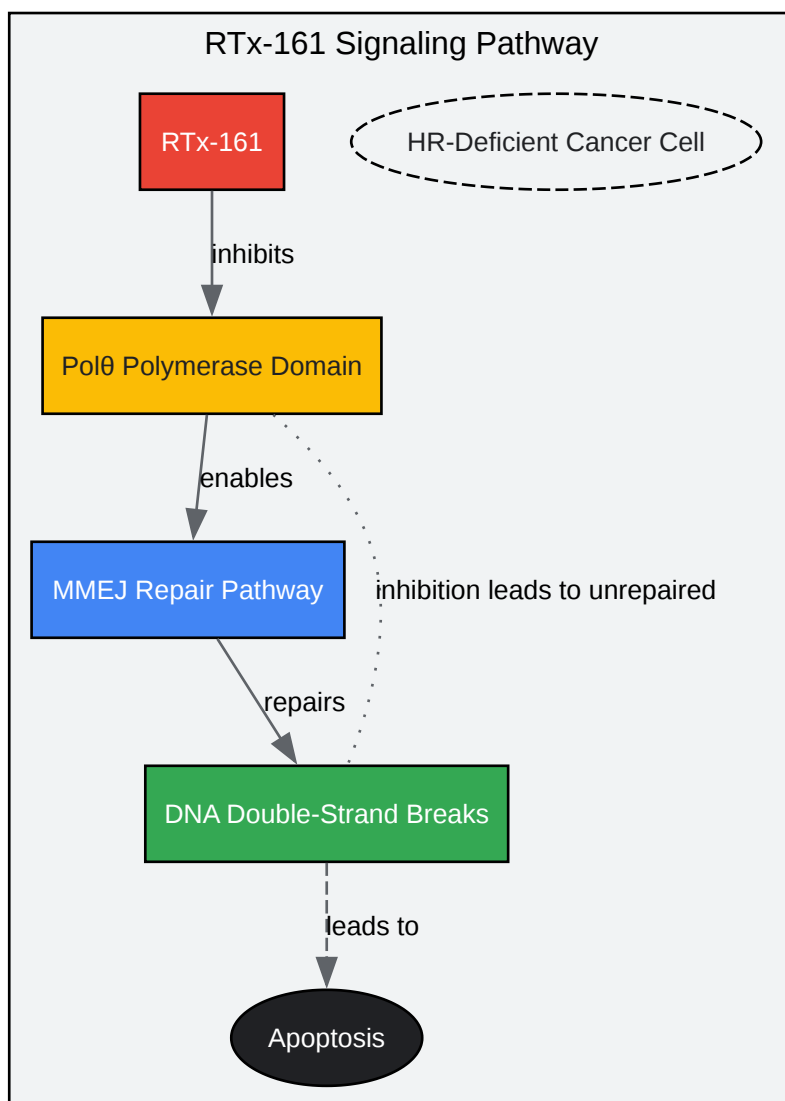 RTx-161 Signaling Pathway
RTx-161
HR-Deficient Cancer Cell
inhibits
Polθ Polymerase Domain
enables
MMEJ Repair Pathway
inhibition leads to unrepaired
repairs
DNA Double-Strand Breaks
leads to
Apoptosis